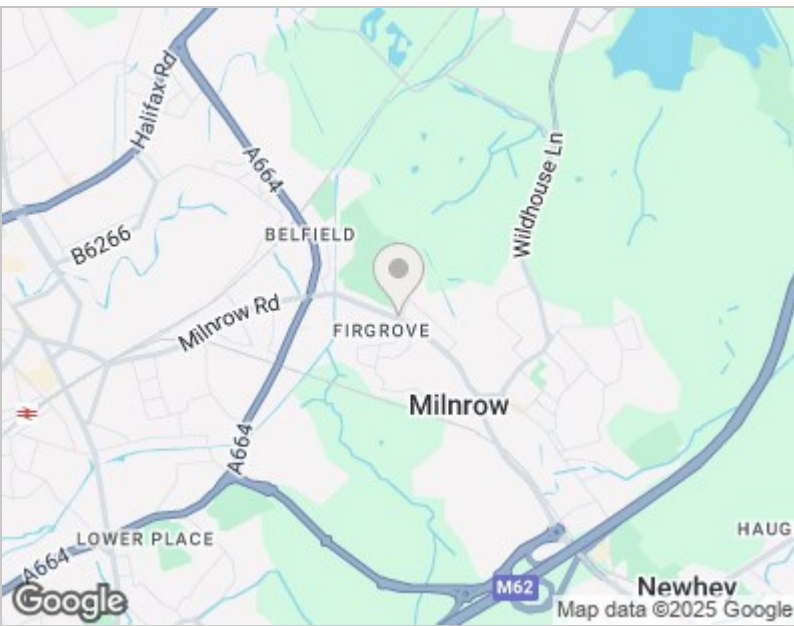 Halifax Rd
A664
Wildhouse Ln
B6266
BELFIELD
Milnrow Rd
FIRGROVE
Milnrow
A664
LOWER PLACE
HAUG
A664
M62
Newhey
Google
Map data ©2025 Google